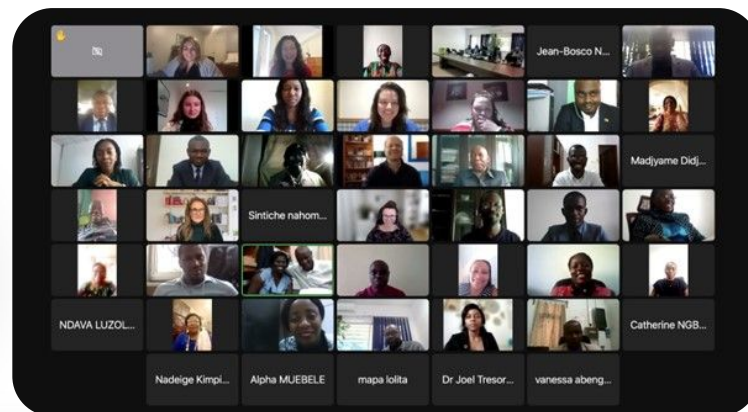 Jean-Bosco N...
Madjyame Didj...
Sintiche nahom...
NDAVA LUZOL...
Catherine NGB...
Nadeige Kimpi...
Alpha MUEBELE
mapa lolita
Dr Joel Tresor...
vanessa abeng...